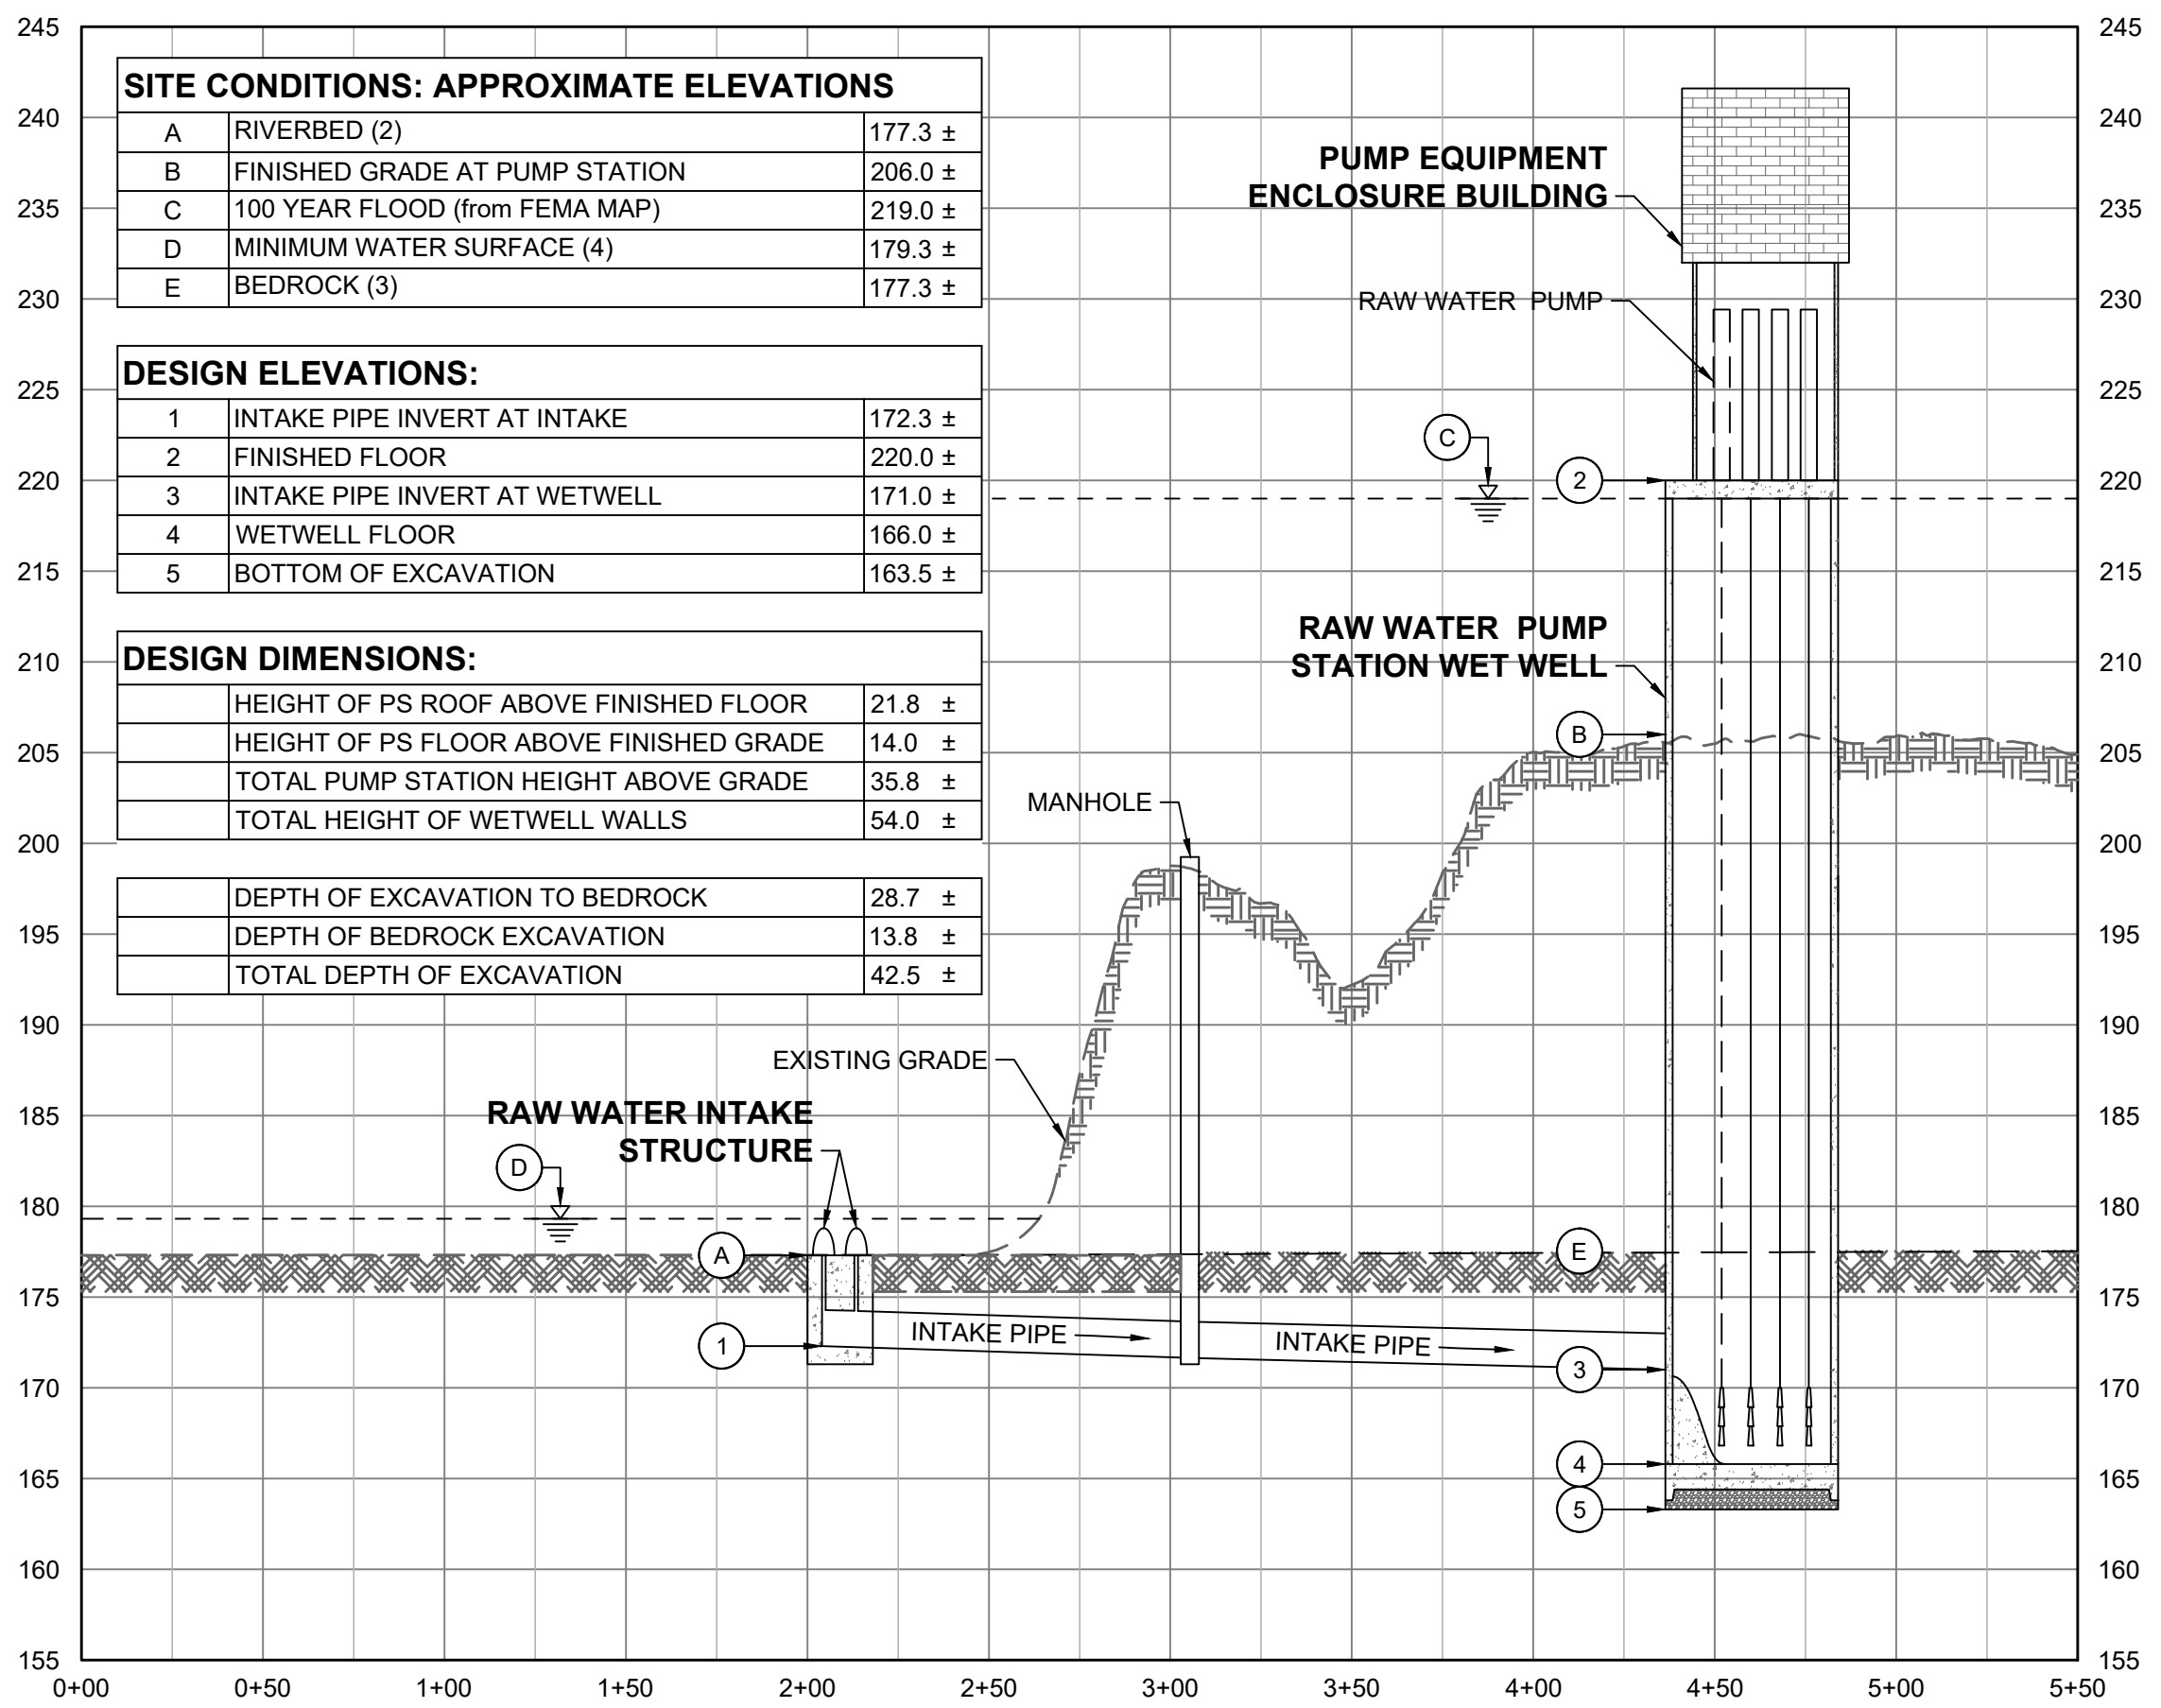 245
240
235
230
225
220
215
210
205
200
195
190
185
180
175
170
165
160
155
SITE CONDITIONS: APPROXIMATE ELEVATIONS
A RIVERBED (2) 177.3 ±
B FINISHED GRADE AT PUMP STATION 206.0 ±
C 100 YEAR FLOOD (from FEMA MAP) 219.0 ±
D MINIMUM WATER SURFACE (4) 179.3 ±
E BEDROCK (3) 177.3 ±
DESIGN ELEVATIONS:
1 INTAKE PIPE INVERT AT INTAKE 172.3 ±
2 FINISHED FLOOR 220.0 ±
3 INTAKE PIPE INVERT AT WETWELL 171.0 ±
4 WETWELL FLOOR 166.0 ±
5 BOTTOM OF EXCAVATION 163.5 ±
DESIGN DIMENSIONS:
HEIGHT OF PS ROOF ABOVE FINISHED FLOOR 21.8 ±
HEIGHT OF PS FLOOR ABOVE FINISHED GRADE 14.0 ±
TOTAL PUMP STATION HEIGHT ABOVE GRADE 35.8 ±
TOTAL HEIGHT OF WETWELL WALLS 54.0 ±
DEPTH OF EXCAVATION TO BEDROCK 28.7 ±
DEPTH OF BEDROCK EXCAVATION 13.8 ±
TOTAL DEPTH OF EXCAVATION 42.5 ±
PUMP EQUIPMENT
ENCLOSURE BUILDING
RAW WATER PUMP
C
2
RAW WATER PUMP
STATION WET WELL
B
MANHOLE
EXISTING GRADE
RAW WATER INTAKE
STRUCTURE
D
A
E
1
INTAKE PIPE
INTAKE PIPE
3
4
5
245
240
235
230
225
220
215
210
205
200
195
190
185
180
175
170
165
160
155
0+00 0+50 1+00 1+50 2+00 2+50 3+00 3+50 4+00 4+50 5+00 5+50